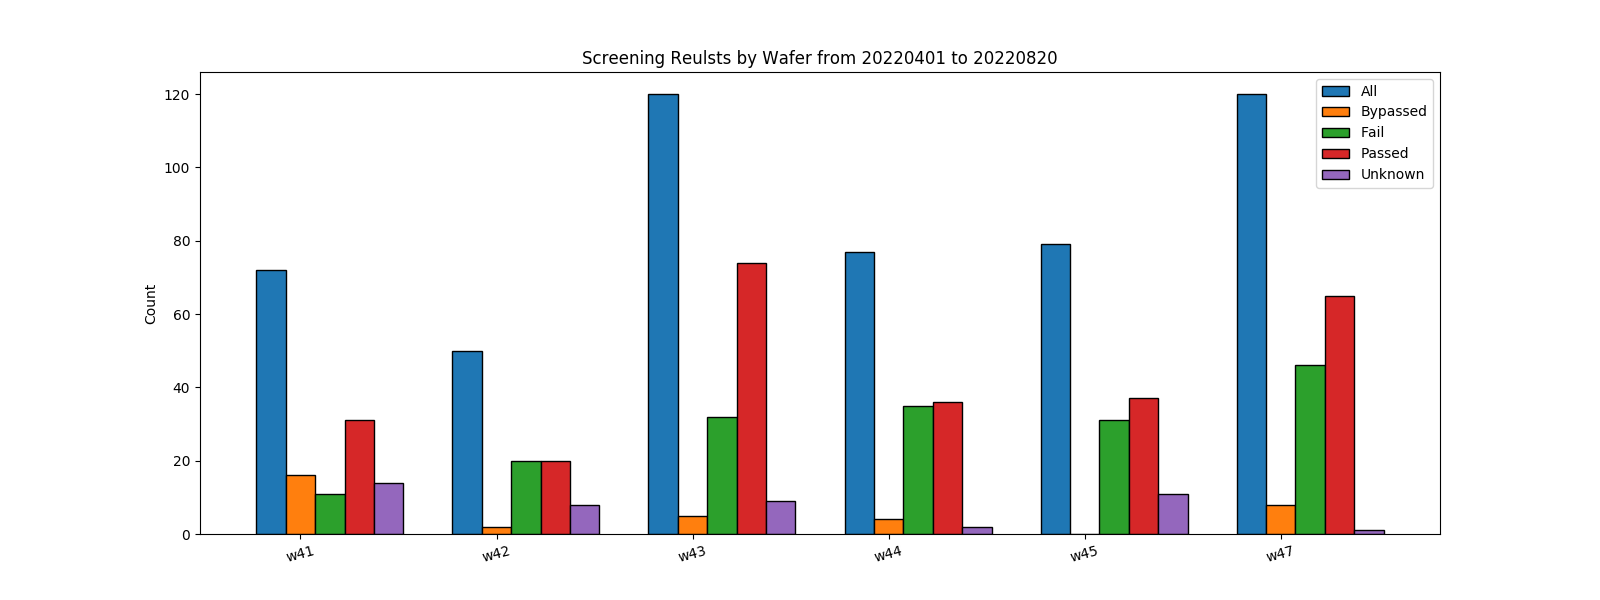 Screening Reulsts by Wafer from 20220401 to 20220820
120
100
80
60
40
20
0
Count
All
Bypassed
Fail
Passed
Unknown
w41
w42
w43
w44
w45
w47